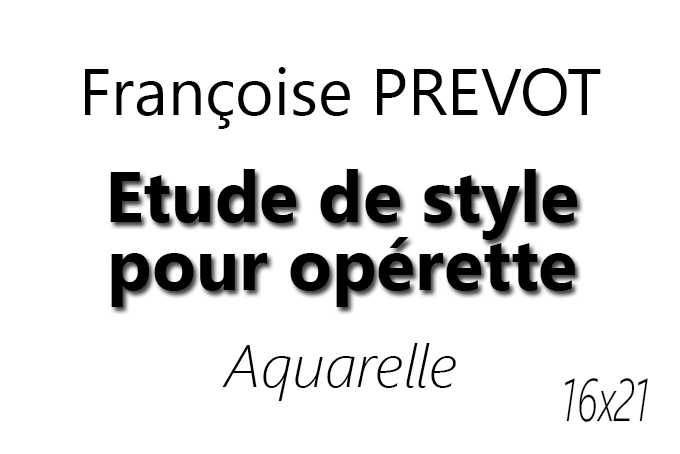 Françoise PREVOT
Etude de style
pour opérette
Aquarelle
16x21